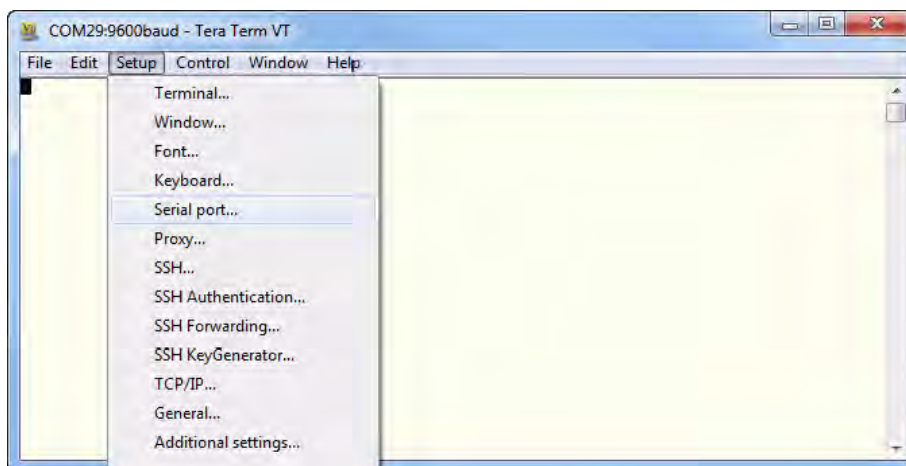 COM29:9600baud - Tera Term VT
File Edit Setup Control Window Help
Terminal...
Window...
Font...
Keyboard...
Serial port...
Proxy...
SSH...
SSH Authentication...
SSH Forwarding...
SSH KeyGenerator...
TCP/IP...
General...
Additional settings...